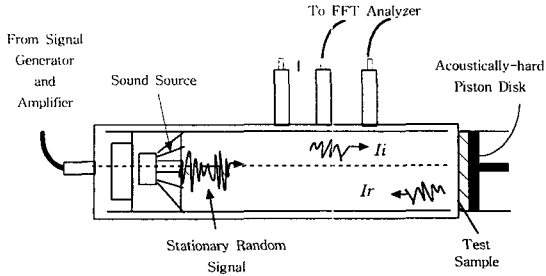 To FFT Analyzer
From Signal
Generator
and
Amplifier
Sound Source
Acoustically-hard
Piston Disk
Ii
Ir
Stationary Random
Signal
Test
Sample